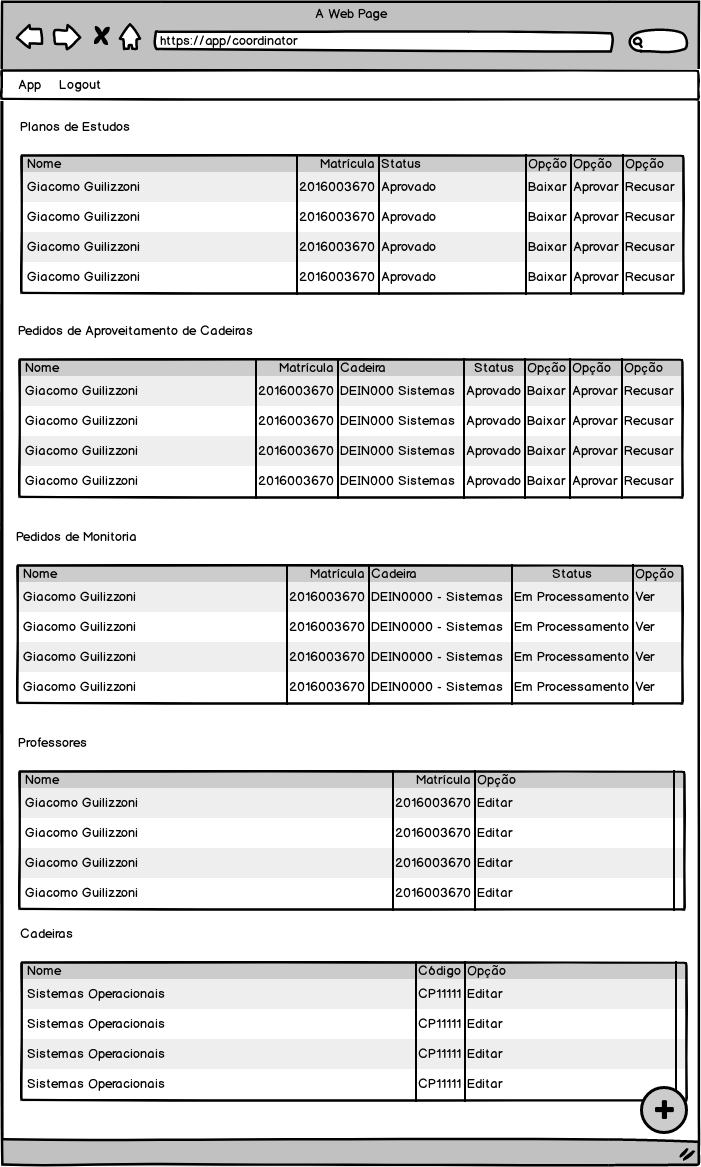 A Web Page
https://app/coordinator
App Logout
Planos de Estudos
Nome Matrícula Status Opção Opção Opção
Giacomo Guilizzoni 2016003670 Aprovado Baixar Aprovar Recusar
Giacomo Guilizzoni 2016003670 Aprovado Baixar Aprovar Recusar
Giacomo Guilizzoni 2016003670 Aprovado Baixar Aprovar Recusar
Giacomo Guilizzoni 2016003670 Aprovado Baixar Aprovar Recusar
Pedidos de Aproveitamento de Cadeiras
Nome Matrícula Cadeira Status Opção Opção Opção
Giacomo Guilizzoni 2016003670 DEIN000 Sistemas Aprovado Baixar Aprovar Recusar
Giacomo Guilizzoni 2016003670 DEIN000 Sistemas Aprovado Baixar Aprovar Recusar
Giacomo Guilizzoni 2016003670 DEIN000 Sistemas Aprovado Baixar Aprovar Recusar
Giacomo Guilizzoni 2016003670 DEIN000 Sistemas Aprovado Baixar Aprovar Recusar
Pedidos de Monitoria
Nome Matrícula Cadeira Status Opção
Giacomo Guilizzoni 2016003670 DEIN0000 - Sistemas Em Processamento Ver
Giacomo Guilizzoni 2016003670 DEIN0000 - Sistemas Em Processamento Ver
Giacomo Guilizzoni 2016003670 DEIN0000 - Sistemas Em Processamento Ver
Giacomo Guilizzoni 2016003670 DEIN0000 - Sistemas Em Processamento Ver
Professores
Nome Matrícula Opção
Giacomo Guilizzoni 2016003670 Editar
Giacomo Guilizzoni 2016003670 Editar
Giacomo Guilizzoni 2016003670 Editar
Giacomo Guilizzoni 2016003670 Editar
Cadeiras
Nome Código Opção
Sistemas Operacionais CP11111 Editar
Sistemas Operacionais CP11111 Editar
Sistemas Operacionais CP11111 Editar
Sistemas Operacionais CP11111 Editar